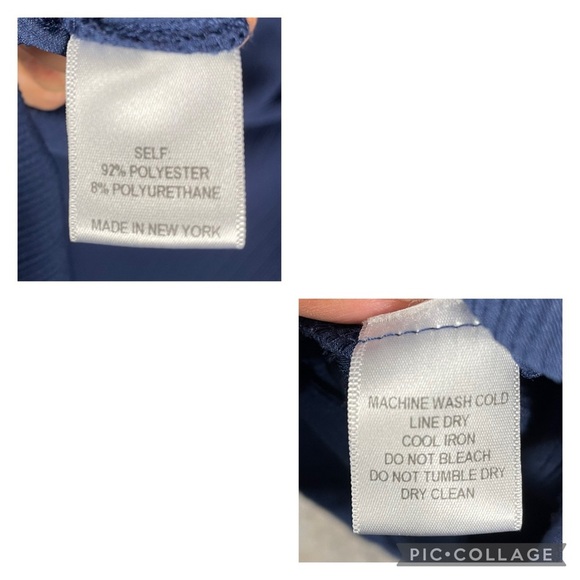 SELF:
92% POLYESTER
8% POLYURETHANE
MADE IN NEW YORK
MACHINE WASH COLD
LINE DRY
COOL IRON
DO NOT BLEACH
DO NOT TUMBLE DRY
DRY CLEAN
PIC•COLLAGE